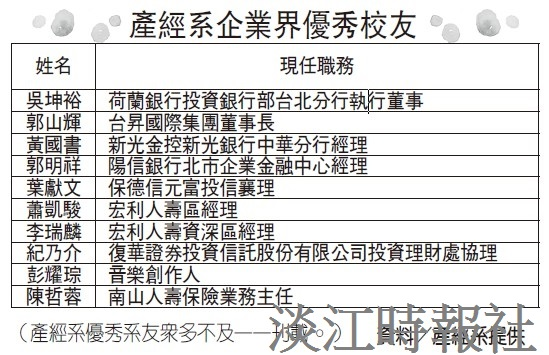 產經系企業界優秀校友
姓名 現任職務
吳坤裕 荷蘭銀行投資銀行部台北分行執行董事
郭山輝 台昇國際集團董事長
黃國書 新光金控新光銀行中華分行經理
郭明祥 陽信銀行北市企業金融中心經理
葉獻文 保德信元富投信襄理
蕭凱駿 宏利人壽區經理
李瑞麟 宏利人壽資深區經理
紀乃介 復華證券投資信託股份有限公司投資理財處協理
彭耀琮 音樂創作人
陳哲蓉 南山人壽保險業務主任
（產經系優秀系友眾多不及一一刊載。） 資料／產經系提供
淡江時報社